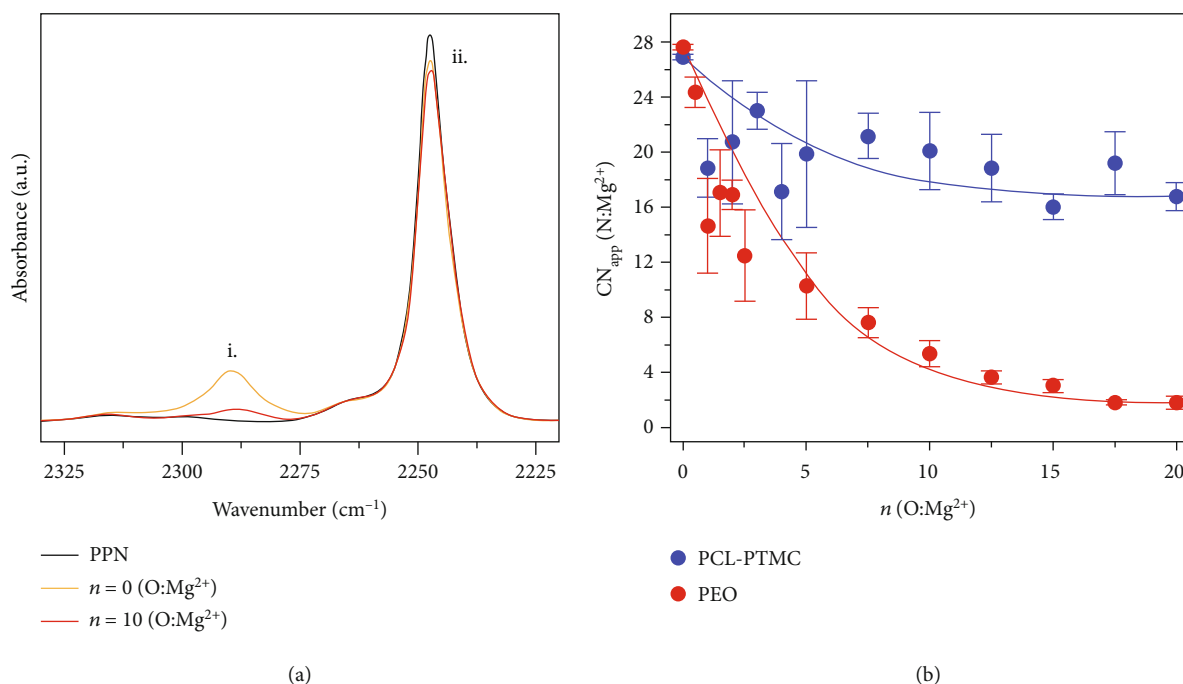 Absorbance (a.u.)
i.
ii.
2325
2300
2275
2250
2225
Wavenumber (cm⁻¹)
PPN
n = 0 (O:Mg²⁺)
n = 10 (O:Mg²⁺)
(a)
CNapp (N:Mg²⁺)
28
24
20
16
12
8
4
0
0
5
10
15
20
n (O:Mg²⁺)
PCL-PTMC
PEO
(b)